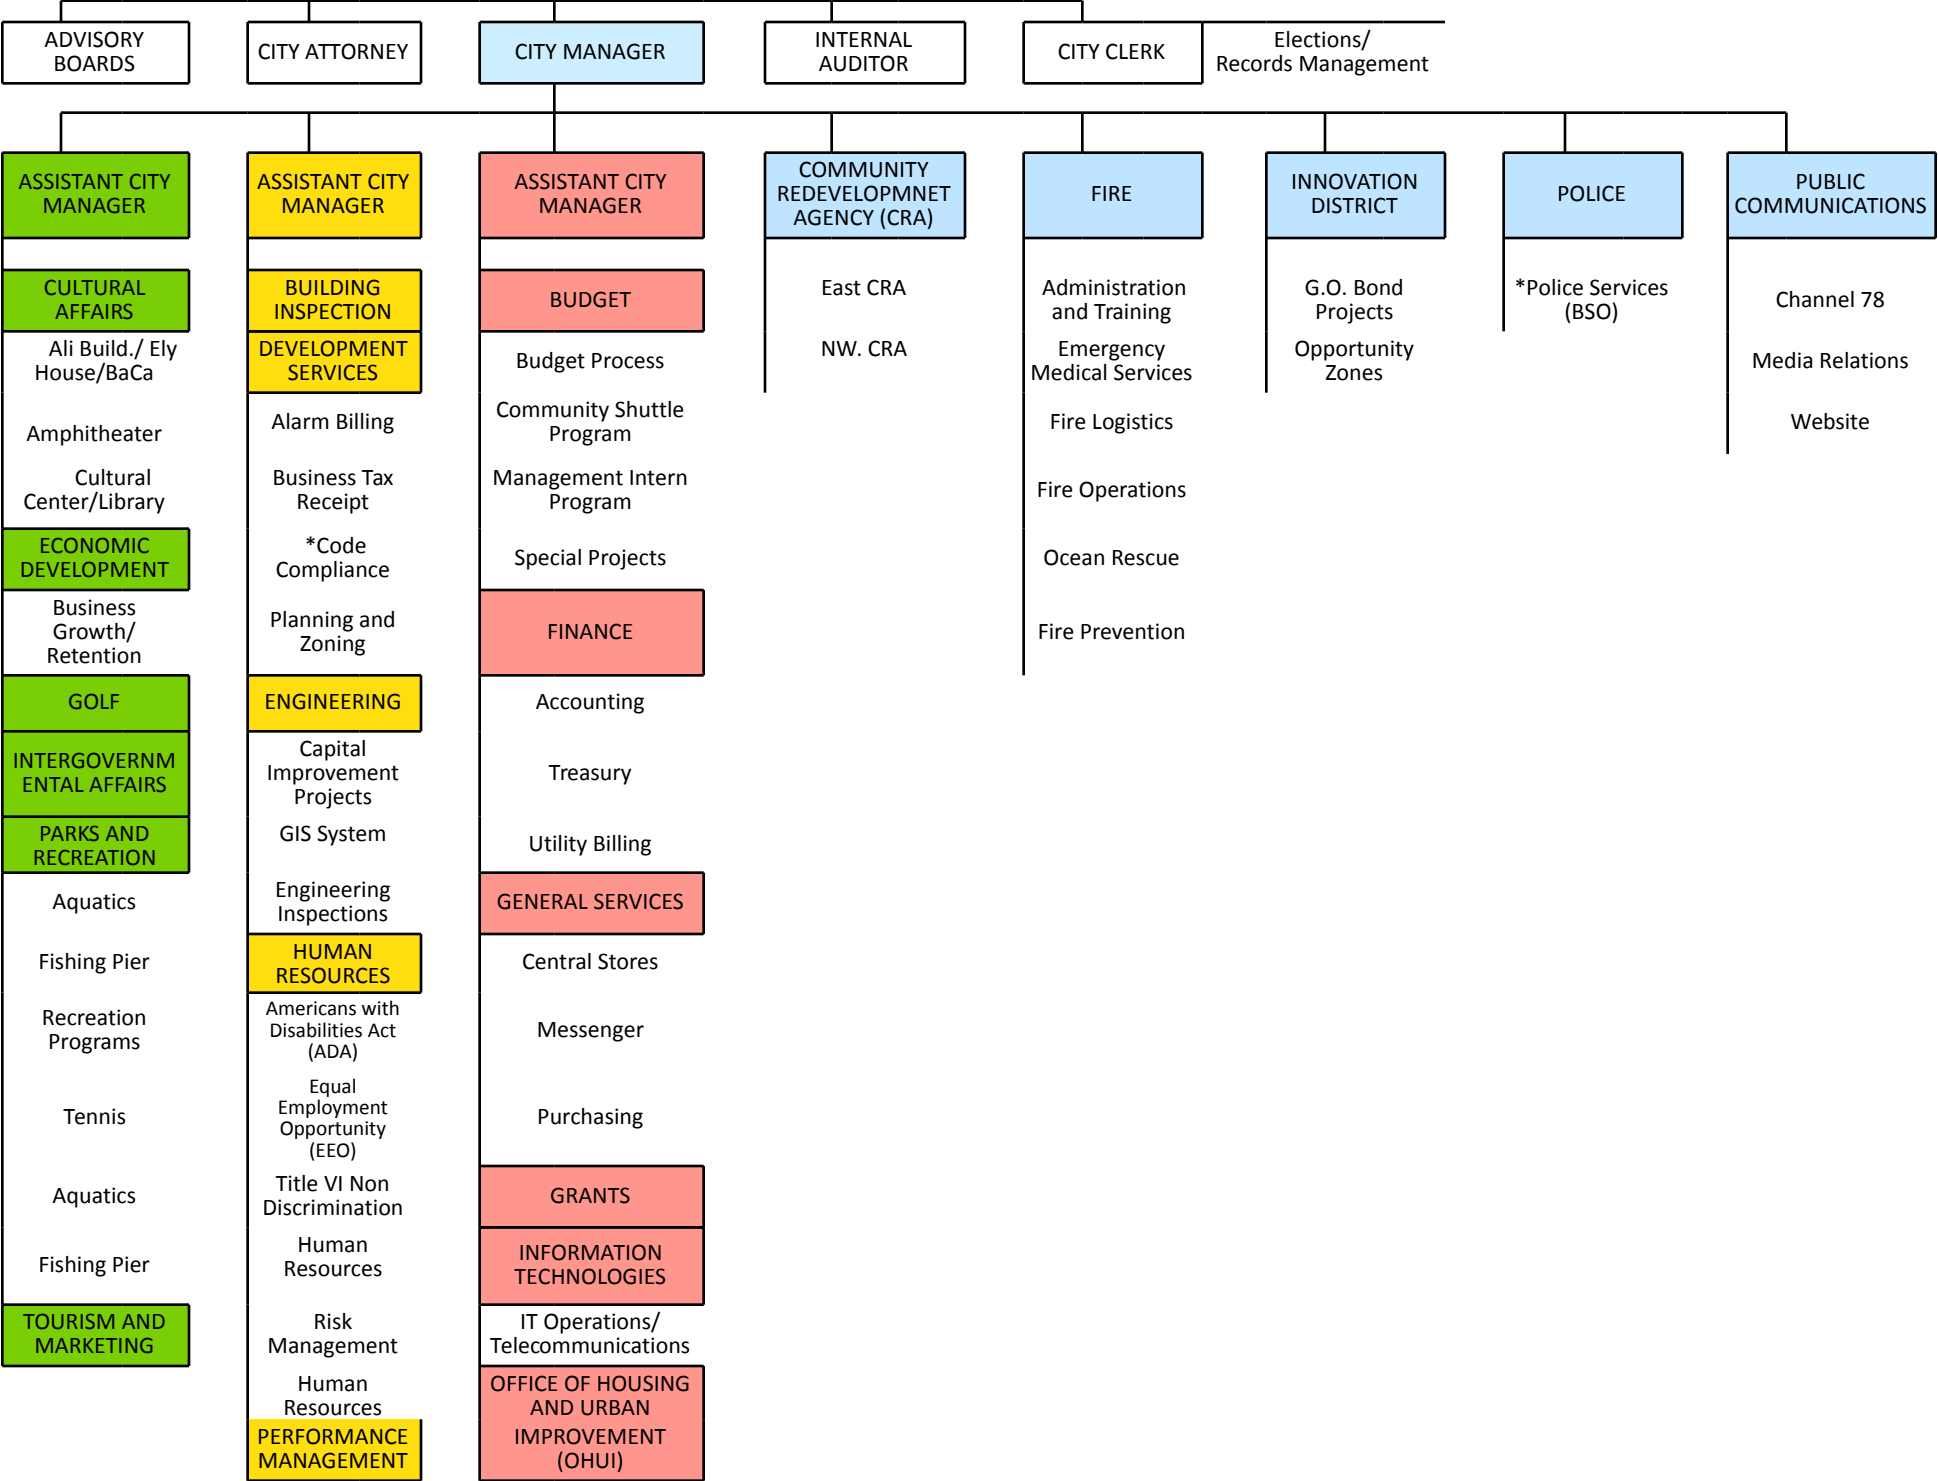 ADVISORY
BOARDS
CITY ATTORNEY
CITY MANAGER
INTERNAL
AUDITOR
CITY CLERK
Elections/
Records Management
ASSISTANT CITY
MANAGER
ASSISTANT CITY
MANAGER
ASSISTANT CITY
MANAGER
COMMUNITY
REDEVELOPMNET
AGENCY (CRA)
FIRE
INNOVATION
DISTRICT
POLICE
PUBLIC
COMMUNICATIONS
CULTURAL
AFFAIRS
Ali Build./ Ely
House/BaCa
Amphitheater
Cultural
Center/Library
ECONOMIC
DEVELOPMENT
Business
Growth/
Retention
GOLF
INTERGOVERNM
ENTAL AFFAIRS
PARKS AND
RECREATION
Aquatics
Fishing Pier
Recreation
Programs
Tennis
Aquatics
Fishing Pier
TOURISM AND
MARKETING
BUILDING
INSPECTION
DEVELOPMENT
SERVICES
Alarm Billing
Business Tax
Receipt
*Code
Compliance
Planning and
Zoning
ENGINEERING
Capital
Improvement
Projects
GIS System
Engineering
Inspections
HUMAN
RESOURCES
Americans with
Disabilities Act
(ADA)
Equal
Employment
Opportunity
(EEO)
Title VI Non
Discrimination
Human
Resources
Risk
Management
Human
Resources
PERFORMANCE
MANAGEMENT
BUDGET
Budget Process
Community Shuttle
Program
Management Intern
Program
Special Projects
FINANCE
Accounting
Treasury
Utility Billing
GENERAL SERVICES
Central Stores
Messenger
Purchasing
GRANTS
INFORMATION
TECHNOLOGIES
IT Operations/
Telecommunications
OFFICE OF HOUSING
AND URBAN
IMPROVEMENT
(OHUI)
East CRA
NW. CRA
Administration
and Training
Emergency
Medical Services
Fire Logistics
Fire Operations
Ocean Rescue
Fire Prevention
G.O. Bond
Projects
Opportunity
Zones
*Police Services
(BSO)
Channel 78
Media Relations
Website